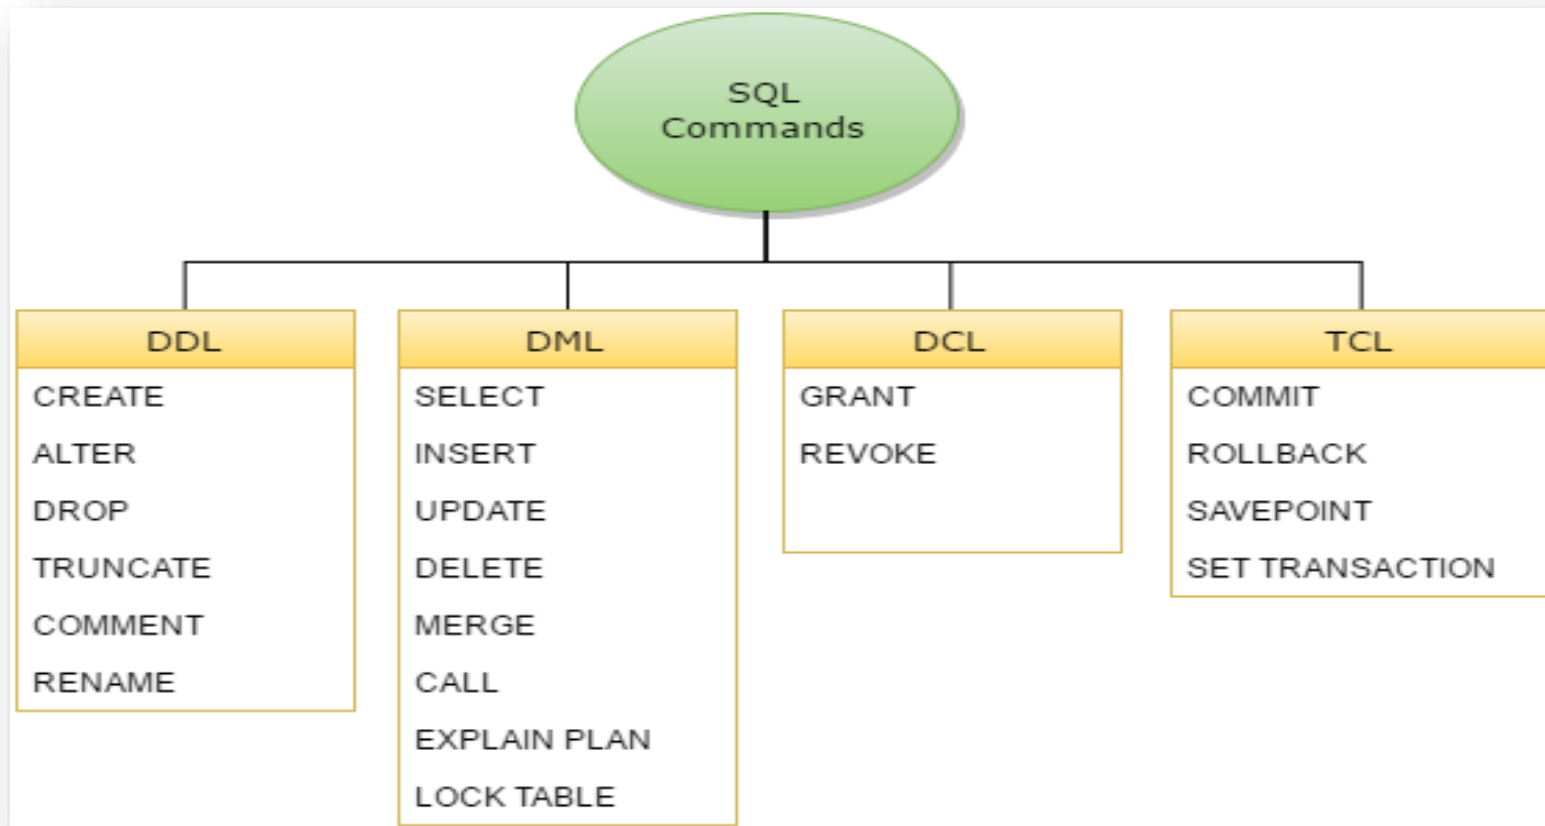 SQL
Commands
DDL
CREATE
ALTER
DROP
TRUNCATE
COMMENT
RENAME
DML
SELECT
INSERT
UPDATE
DELETE
MERGE
CALL
EXPLAIN PLAN
LOCK TABLE
DCL
GRANT
REVOKE
TCL
COMMIT
ROLLBACK
SAVEPOINT
SET TRANSACTION